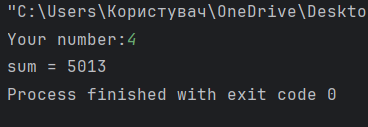 "C:\Users\Користувач\OneDrive\Deskto
Your number:4
sum = 5013
Process finished with exit code 0